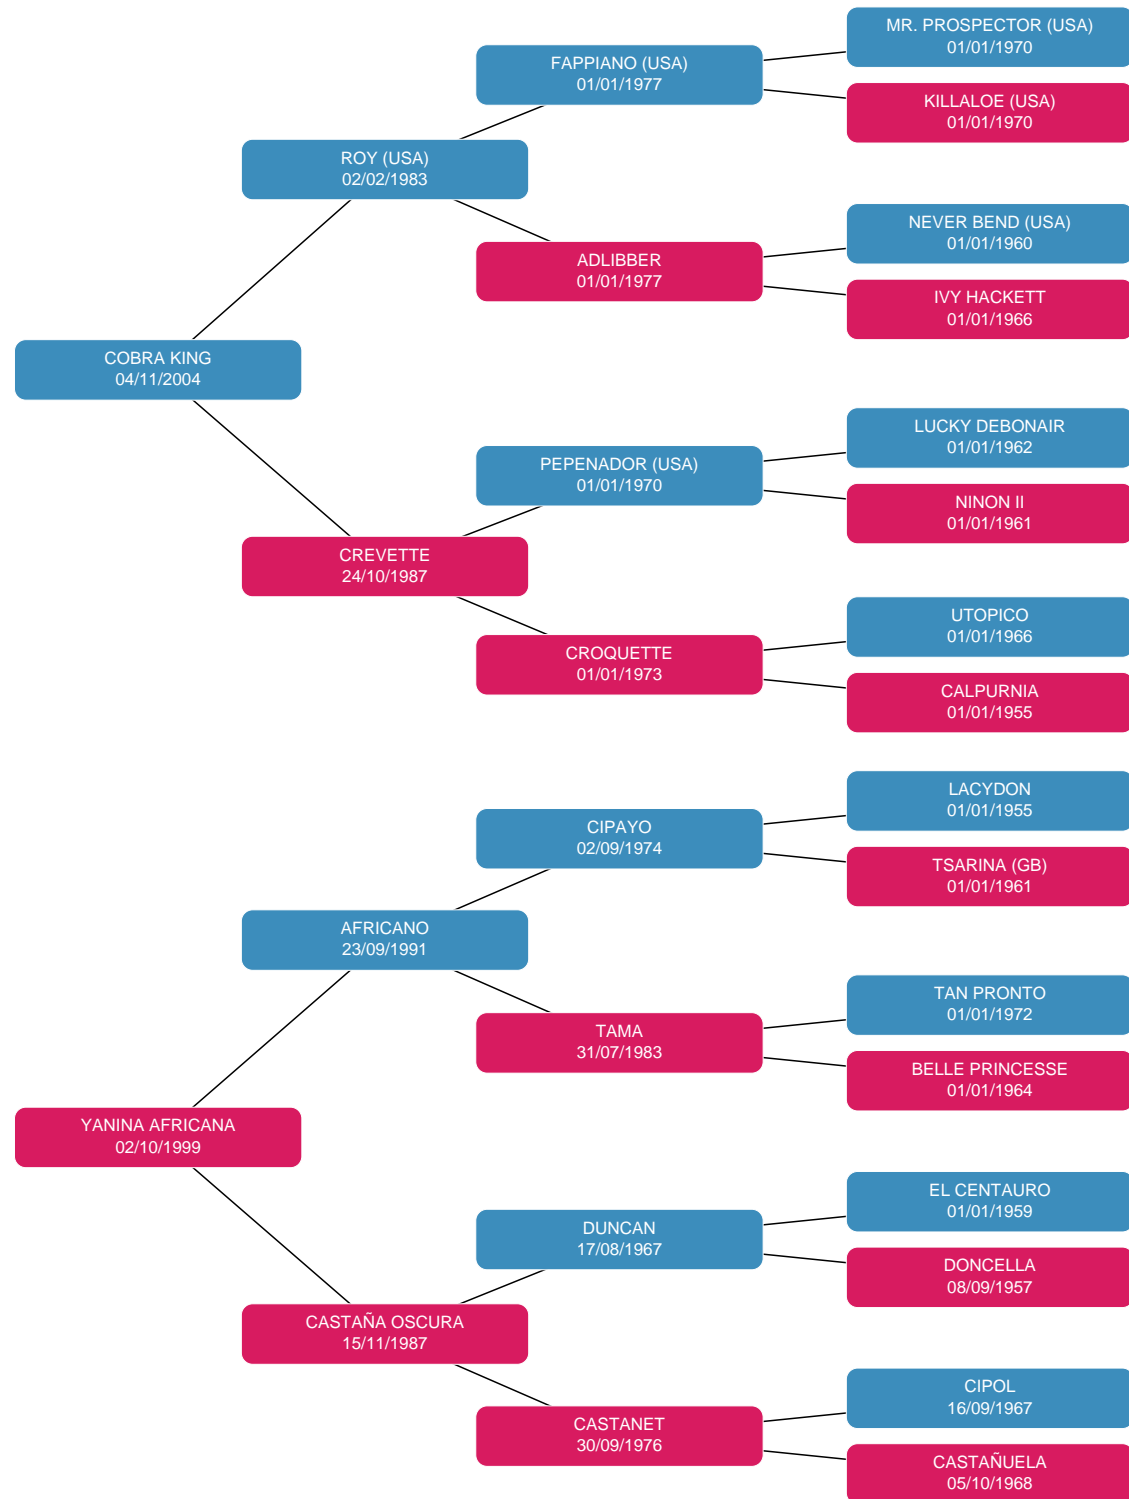 MR. PROSPECTOR (USA)
01/01/1970
FAPPIANO (USA)
01/01/1977
KILLALOE (USA)
01/01/1970
ROY (USA)
02/02/1983
NEVER BEND (USA)
01/01/1960
ADLIBBER
01/01/1977
IVY HACKETT
01/01/1966
COBRA KING
04/11/2004
LUCKY DEBONAIR
01/01/1962
PEPENADOR (USA)
01/01/1970
NINON II
01/01/1961
CREVETTE
24/10/1987
UTOPICO
01/01/1966
CROQUETTE
01/01/1973
CALPURNIA
01/01/1955
LACYDON
01/01/1955
CIPAYO
02/09/1974
TSARINA (GB)
01/01/1961
AFRICANO
23/09/1991
TAN PRONTO
01/01/1972
TAMA
31/07/1983
BELLE PRINCESSE
01/01/1964
YANINA AFRICANA
02/10/1999
EL CENTAURO
01/01/1959
DUNCAN
17/08/1967
DONCELLA
08/09/1957
CASTAÑA OSCURA
15/11/1987
CIPOL
16/09/1967
CASTANET
30/09/1976
CASTAÑUELA
05/10/1968